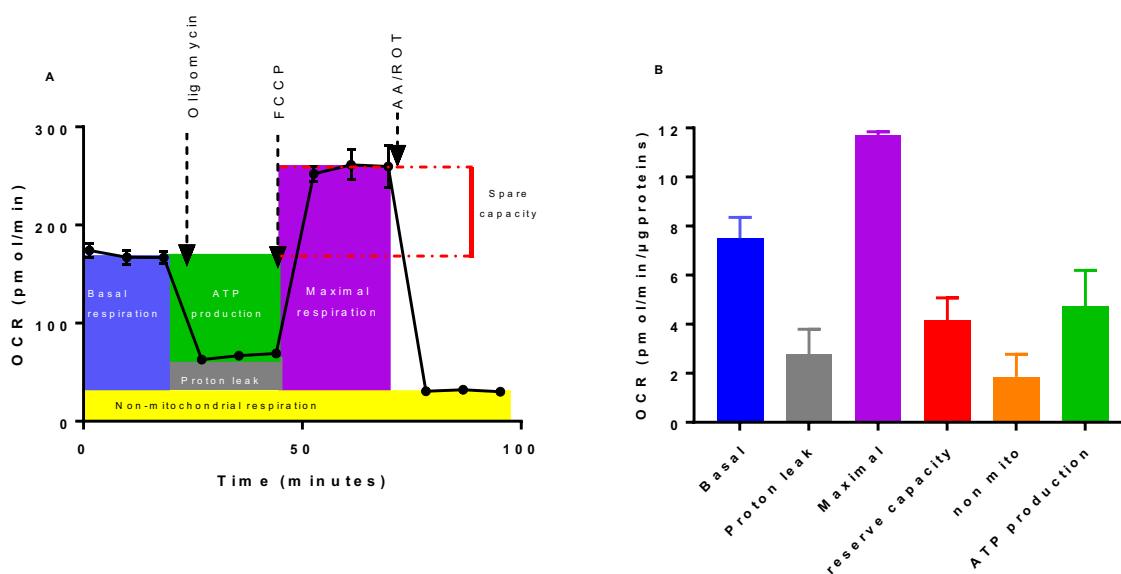 A
Oligomycin
FCCP
AA/ROT
300
200
100
0
OCR (pmol/min)
Basal
respiration
ATP
production
Proton leak
Maximal
respiration
Non-mitochondrial respiration
Spare
capacity
0
50
100
Time (minutes)
B
12
10
8
6
4
2
0
OCR (pmol/min/µgproteins)
Basal
Proton leak
Maximal
reserve capacity
non mito
ATP production